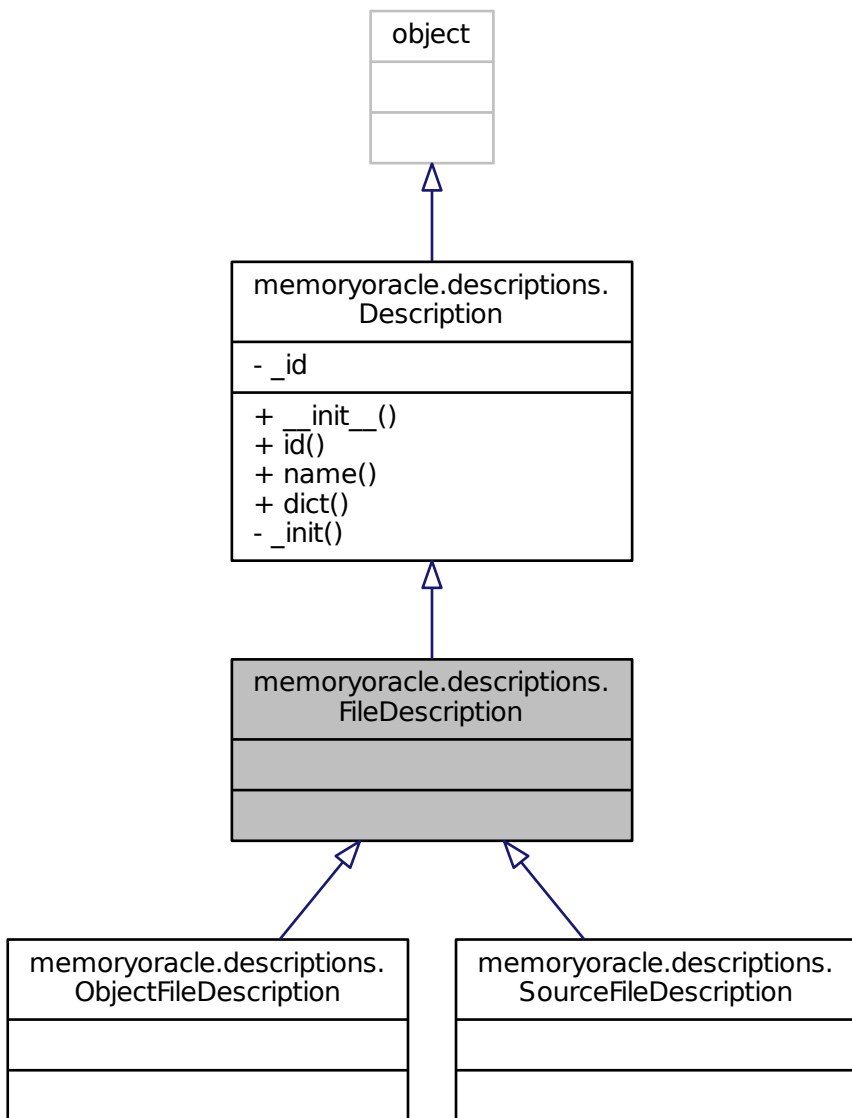 object
memoryoracle.descriptions.
Description
- _id
+ __init__()
+ id()
+ name()
+ dict()
- _init()
memoryoracle.descriptions.
FileDescription
memoryoracle.descriptions.
ObjectFileDescription
memoryoracle.descriptions.
SourceFileDescription